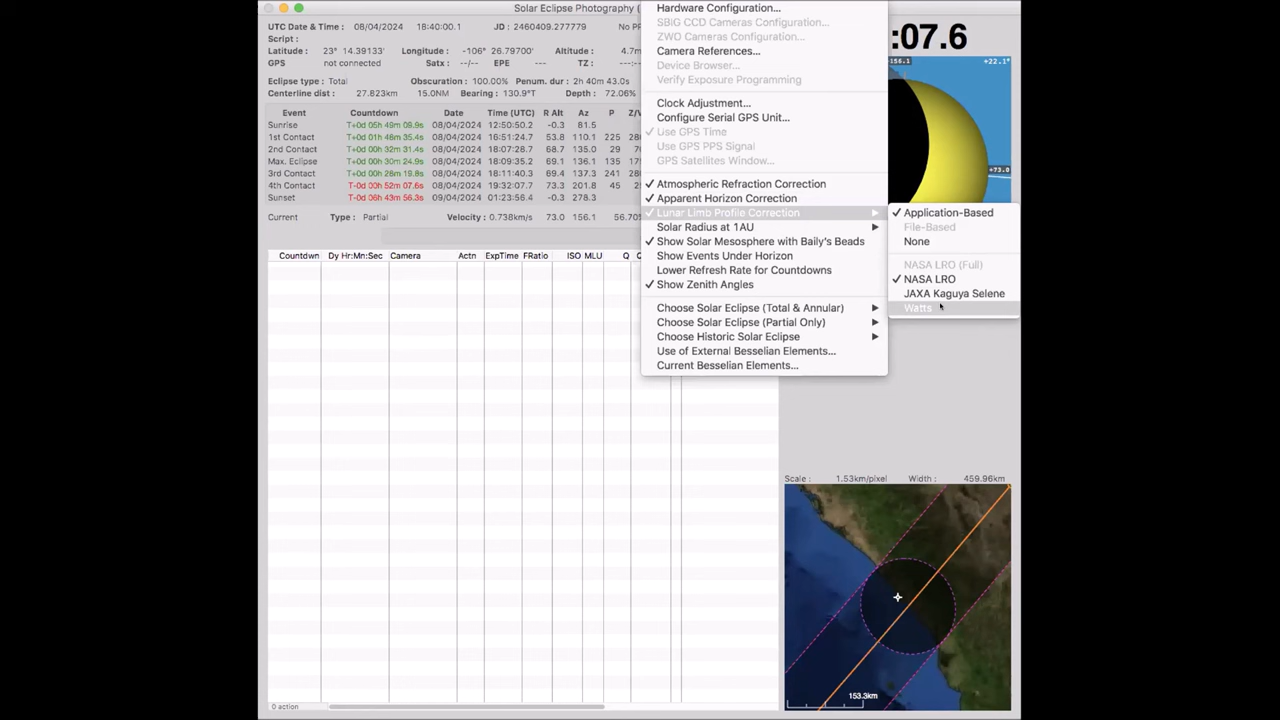 Solar Eclipse Photography (
UTC Date & Time : 08/04/2024 18:40:00.1 JD : 2460409.277779 No PP
Script :
Latitude : 23° 14.39133' Longitude : -106° 26.79700' Altitude : 4.7m
GPS not connected Satx : --/-- EPE --- TZ : ---:--
Eclipse type : Total Obscuration : 100.00% Penum. dur : 2h 40m 43.0s
Centerline dist : 27.823km 15.0NM Bearing : 130.9°T Depth : 72.06%
Event Countdown Date Time (UTC) R Alt Az P Z/V
Sunrise T+0d 05h 49m 09.9s 08/04/2024 12:50:50.2 -0.3 81.5
1st Contact T+0d 01h 48m 35.4s 08/04/2024 16:51:24.7 53.8 110.1 225 280
2nd Contact T+0d 00h 32m 31.4s 08/04/2024 18:07:28.7 68.7 135.0 29
Max. Eclipse T+0d 00h 30m 24.9s 08/04/2024 18:09:35.2 69.1 136.1 135 175
3rd Contact T+0d 00h 28m 19.8s 08/04/2024 18:11:40.3 69.4 137.3 241
4th Contact T-0d 00h 52m 07.6s 08/04/2024 19:32:07.7 73.3 201.8 45
Sunset T-0d 06h 43m 56.3s 09/04/2024 01:23:56.4 -0.3 278.3
Current Type : Partial Velocity : 0.738km/s 73.0 156.1 56.70%
Countdwn Dy Hr:Mn:Sec Camera Actn ExpTime FRatio ISO MLU Q
0 action
Hardware Configuration...
SBIG CCD Cameras Configuration...
ZWO Cameras Configuration...
Camera References...
Device Browser...
Verify Exposure Programming
Clock Adjustment...
Configure Serial GPS Unit...
Use GPS Time
Use GPS PPS Signal
GPS Satellites Window...
Atmospheric Refraction Correction
Apparent Horizon Correction
Lunar Limb Profile Correction
Solar Radius at 1AU
Show Solar Mesosphere with Baily's Beads
Show Events Under Horizon
Lower Refresh Rate for Countdowns
Show Zenith Angles
Choose Solar Eclipse (Total & Annular)
Choose Solar Eclipse (Partial Only)
Choose Historic Solar Eclipse
Use of External Besselian Elements...
Current Besselian Elements...
Application-Based
File-Based
None
NASA LRO (Full)
NASA LRO
JAXA Kaguya Selene
Watts
:07.6
156.1 +22.1°
+73.0
Scale : 1.53km/pixel Width : 459.96km
153.3km